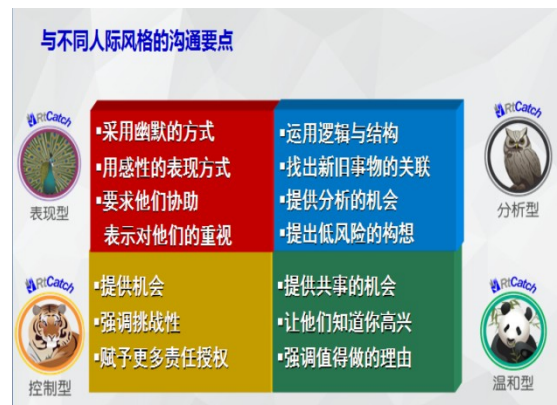 与不同人际风格的沟通要点
RtCatch
表现型
▪采用幽默的方式
▪用感性的表现方式
▪要求他们协助
表示对他们的重视
▪运用逻辑与结构
▪找出新旧事物的关联
▪提供分析的机会
▪提出低风险的构想
RtCatch
分析型
RtCatch
控制型
▪提供机会
▪强调挑战性
▪赋予更多责任授权
▪提供共事的机会
▪让他们知道你高兴
▪强调值得做的理由
RtCatch
温和型